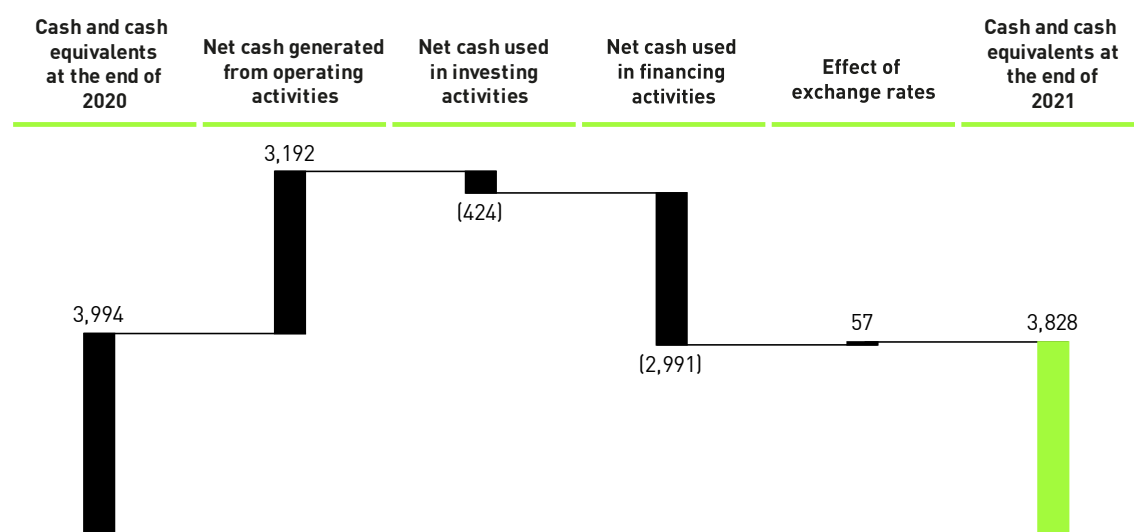 Cash and cash
equivalents
at the end of
2020
Net cash generated
from operating
activities
Net cash used
in investing
activities
Net cash used
in financing
activities
Effect of
exchange rates
Cash and cash
equivalents at
the end of
2021
3,994
3,192
(424)
(2,991)
57
3,828